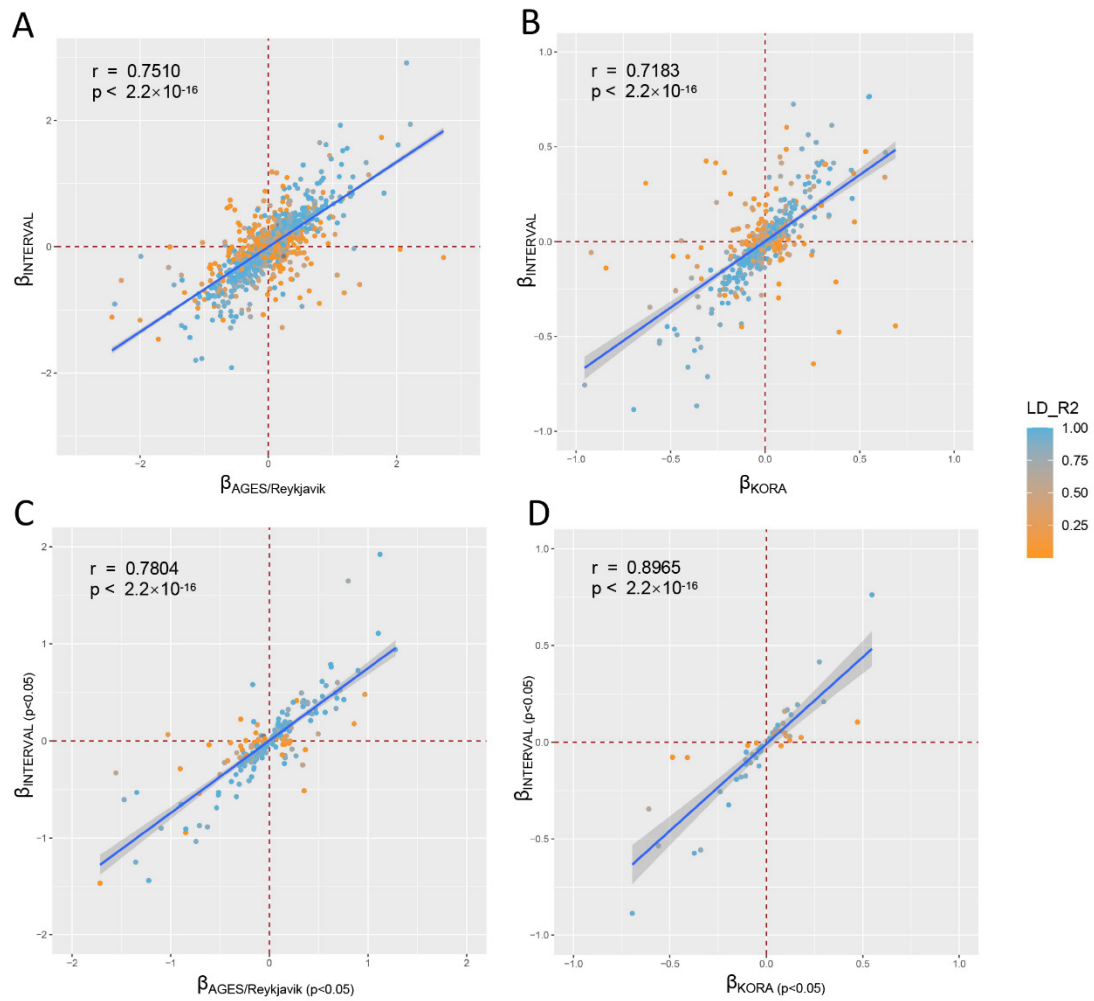 A
r = 0.7510
p < 2.2×10-16
2
0
−2
βINTERVAL
−2
0
2
βAGES/Reykjavik
B
r = 0.7183
p < 2.2×10-16
1.0
0.5
0.0
−0.5
−1.0
βINTERVAL
−1.0
−0.5
0.0
0.5
1.0
βKORA
LD_R2
1.00
0.75
0.50
0.25
C
r = 0.7804
p < 2.2×10-16
2
1
0
−1
−2
βINTERVAL (p<0.05)
−2
−1
0
1
2
βAGES/Reykjavik (p<0.05)
D
r = 0.8965
p < 2.2×10-16
1.0
0.5
0.0
−0.5
−1.0
βINTERVAL (p<0.05)
−1.0
−0.5
0.0
0.5
1.0
βKORA (p<0.05)